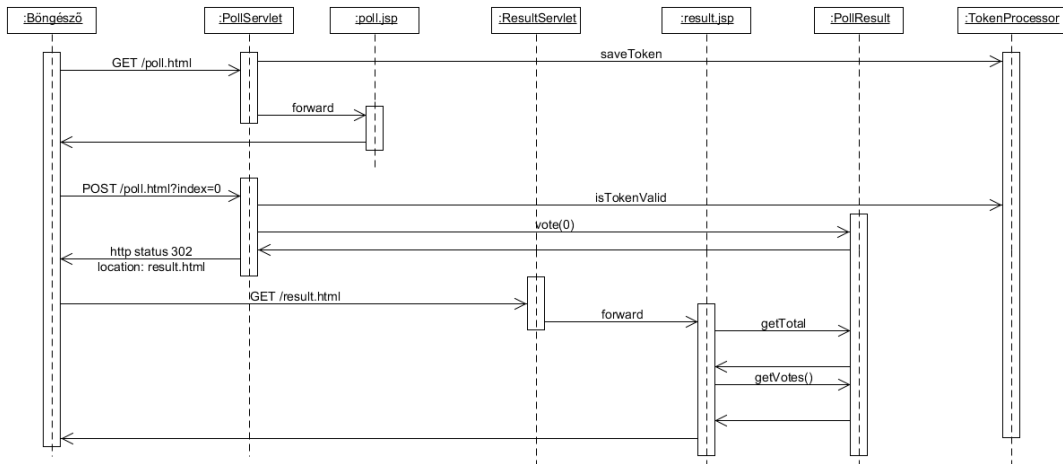 :Böngésző
:PollServlet
:poll.jsp
:ResultServlet
:result.jsp
:PollResult
:TokenProcessor
saveToken
GET /poll.html
forward
POST /poll.html?index=0
isTokenValid
vote(0)
http status 302
location: result.html
GET /result.html
forward
getTotal
getVotes()